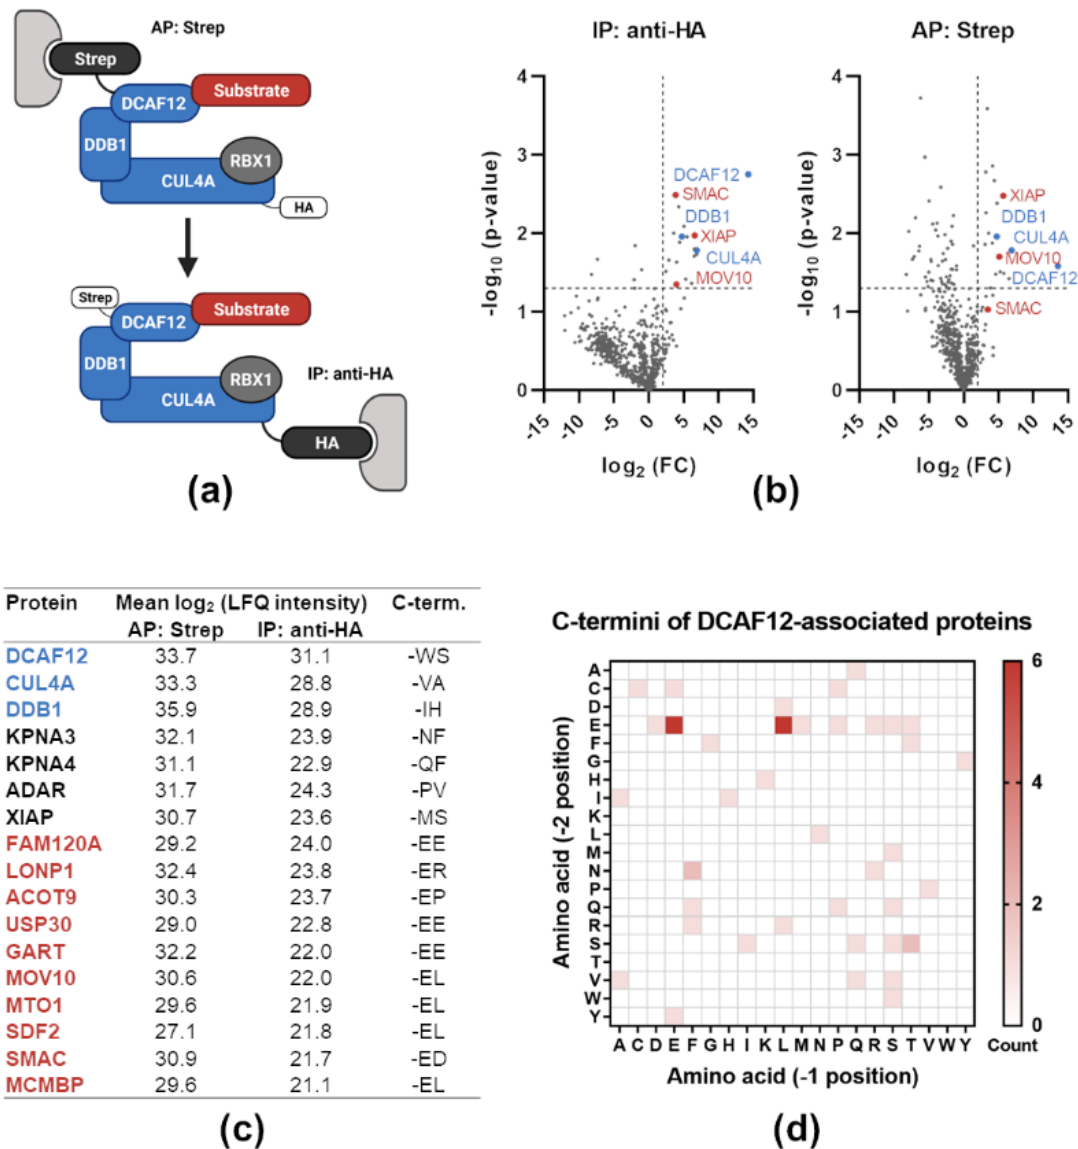 AP: Strep
Strep
DCAF12
Substrate
DDB1
RBX1
CUL4A
HA
Strep
DCAF12
Substrate
DDB1
RBX1
IP: anti-HA
CUL4A
HA
(a)
IP: anti-HA
-log10 (p-value)
4
3
2
1
0
DCAF12
SMAC
DDB1
XIAP
CUL4A
MOV10
-15
-10
-5
0
5
10
15
log2 (FC)
AP: Strep
-log10 (p-value)
4
3
2
1
0
XIAP
DDB1
CUL4A
MOV10
DCAF12
SMAC
-15
-10
-5
0
5
10
15
log2 (FC)
(b)
Protein Mean log2 (LFQ intensity) C-term.
AP: Strep IP: anti-HA
DCAF12 33.7 31.1 -WS
CUL4A 33.3 28.8 -VA
DDB1 35.9 28.9 -IH
KPNA3 32.1 23.9 -NF
KPNA4 31.1 22.9 -QF
ADAR 31.7 24.3 -PV
XIAP 30.7 23.6 -MS
FAM120A 29.2 24.0 -EE
LONP1 32.4 23.8 -ER
ACOT9 30.3 23.7 -EP
USP30 29.0 22.8 -EE
GART 32.2 22.0 -EE
MOV10 30.6 22.0 -EL
MTO1 29.6 21.9 -EL
SDF2 27.1 21.8 -EL
SMAC 30.9 21.7 -ED
MCMBP 29.6 21.1 -EL
(c)
C-termini of DCAF12-associated proteins
Amino acid (-2 position)
A
C
D
E
F
G
H
I
K
L
M
N
P
Q
R
S
T
V
W
Y
A C D E F G H I K L M N P Q R S T V W Y
Amino acid (-1 position)
6
4
2
0
Count
(d)